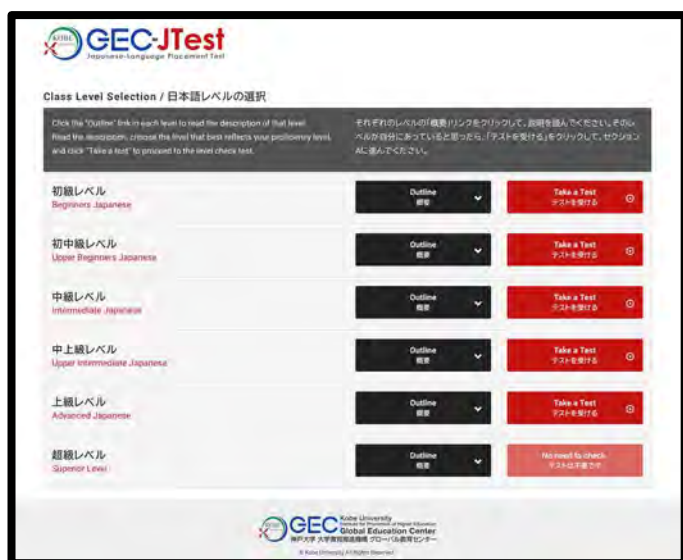 KOBE
GEC-JTest
Japanese-Language Placement Test
Class Level Selection / 日本語レベルの選択
Click the "Outline" link in each level to read the description of that level.
Read the description, choose the level that best reflects your proficiency level,
and click "Take a test" to proceed to the level check test.
それぞれのレベルの「概要」リンクをクリックして、説明を読んでください。そのレ
ベルが自分にあっていると思ったら、「テストを受ける」をクリックして、セクション
Aに進んでください。
初級レベル
Beginners Japanese
Outline
概要
Take a Test
テストを受ける
初中級レベル
Upper Beginners Japanese
Outline
概要
Take a Test
テストを受ける
中級レベル
Intermediate Japanese
Outline
概要
Take a Test
テストを受ける
中上級レベル
Upper Intermediate Japanese
Outline
概要
Take a Test
テストを受ける
上級レベル
Advanced Japanese
Outline
概要
Take a Test
テストを受ける
超級レベル
Superior Level
Outline
概要
No need to check
テストは不要です
GEC
Kobe University
Institute for Promotion of Higher Education
Global Education Center
神戸大学 大学教育推進機構 グローバル教育センター
© Kobe University All Rights Reserved.